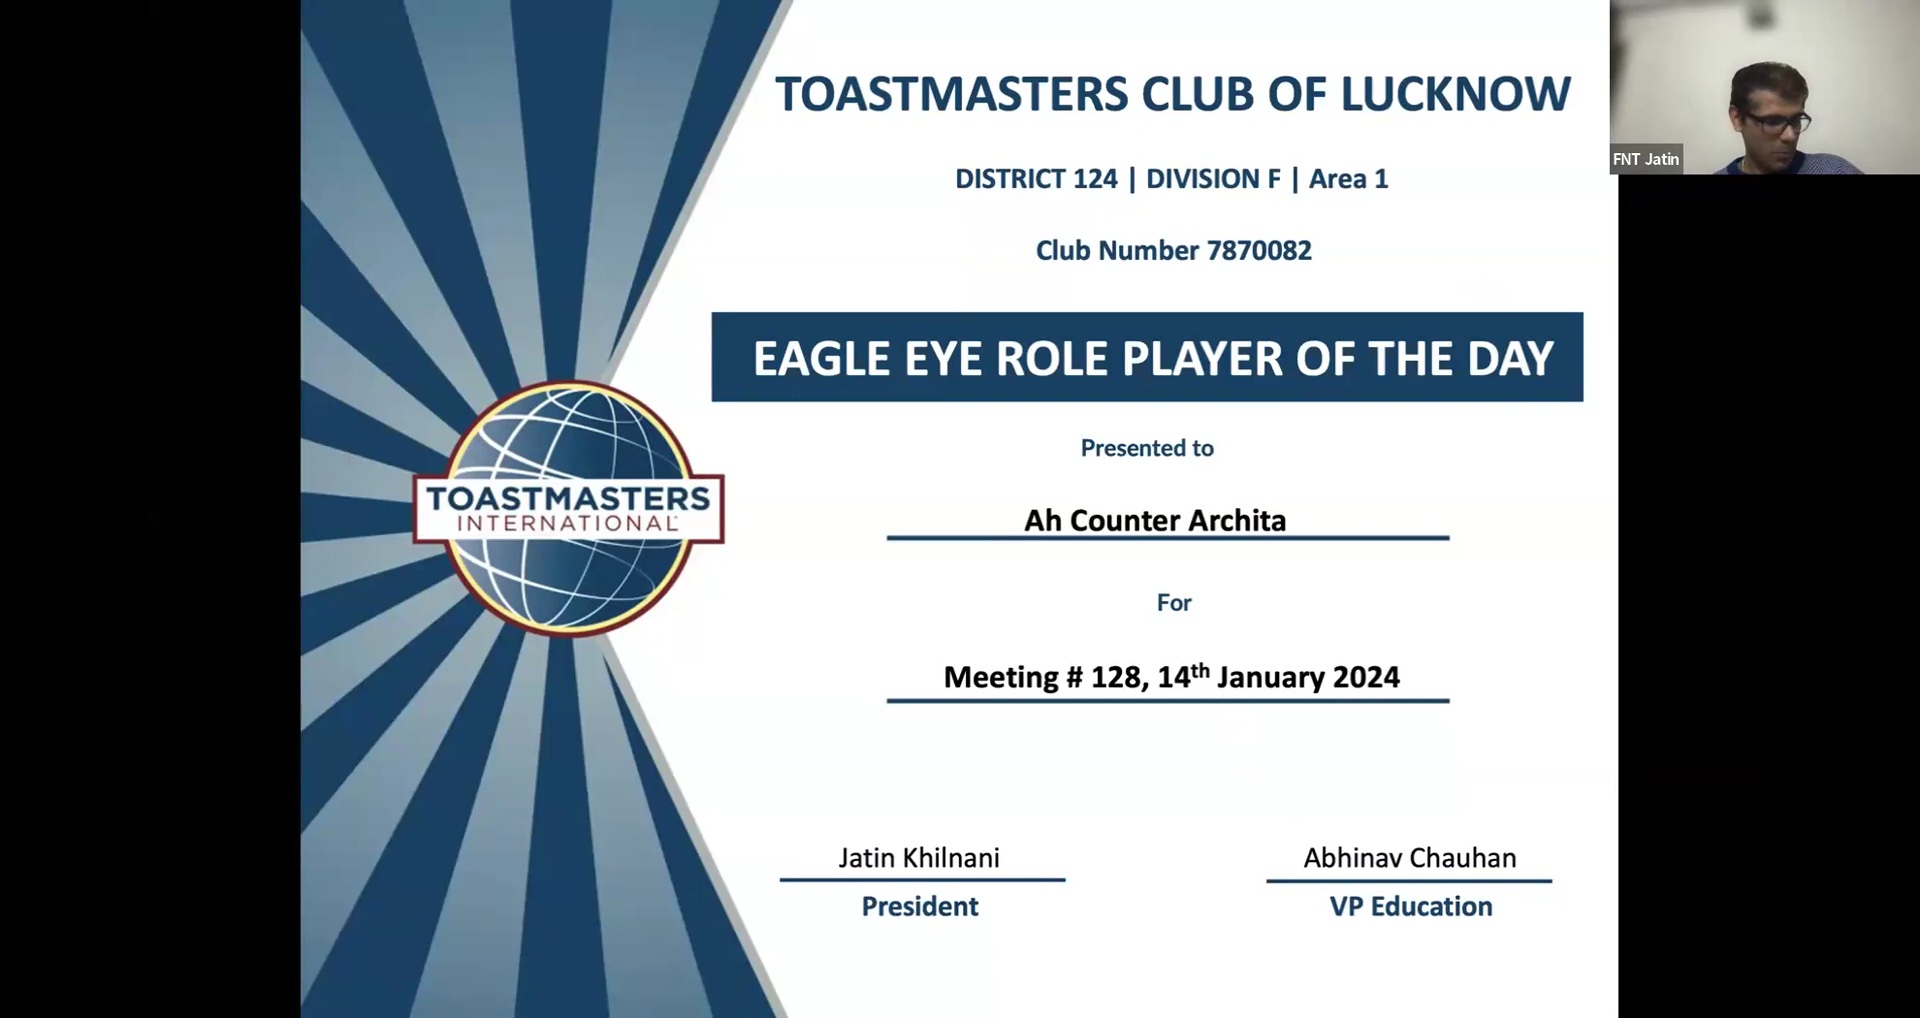 TOASTMASTERS CLUB OF LUCKNOW
DISTRICT 124 | DIVISION F | Area 1
Club Number 7870082
EAGLE EYE ROLE PLAYER OF THE DAY
Presented to
Ah Counter Archita
For
Meeting # 128, 14th January 2024
Jatin Khilnani
President
Abhinav Chauhan
VP Education
TOASTMASTERS
INTERNATIONAL
FNT Jatin